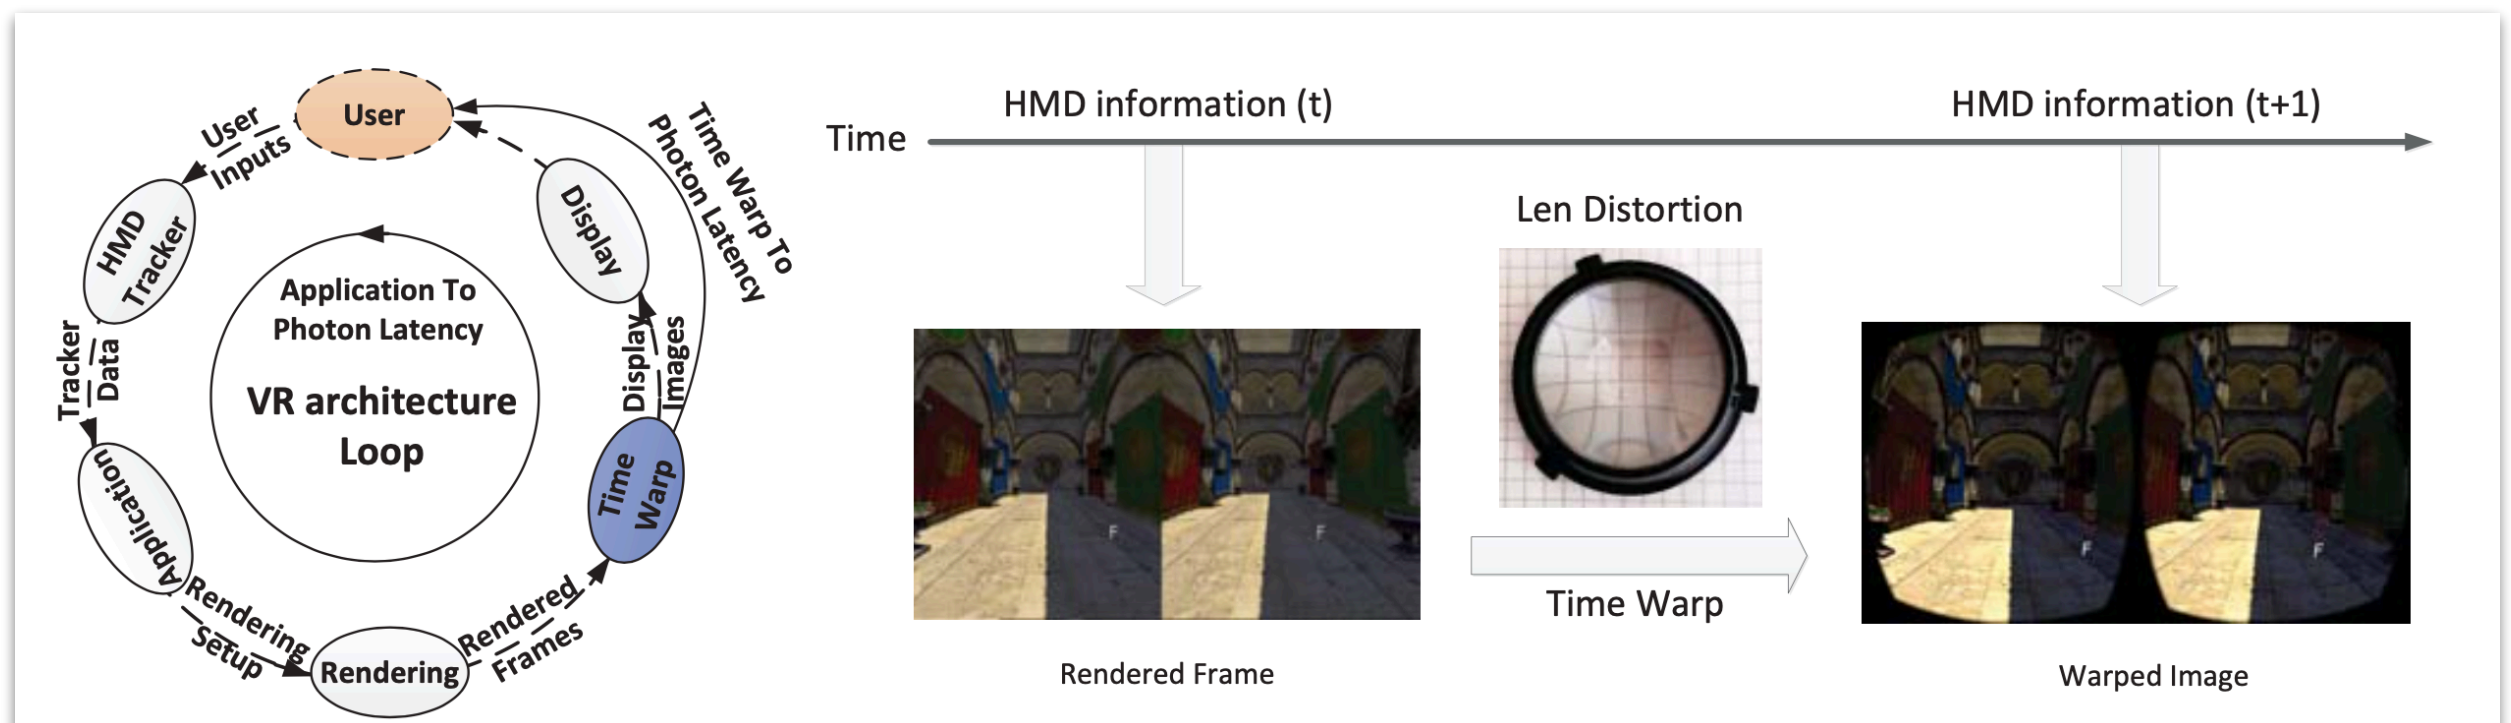 User
User
Inputs
HMD
Tracker
Tracker
Data
Application
Rendering
Setup
Rendering
Rendered
Frames
Time
Warp
Display
Images
Display
Time Warp To
Photon Latency
Application To
Photon Latency
VR architecture
Loop
Time
HMD information (t)
HMD information (t+1)
Len Distortion
Time Warp
F
F
F
F
Rendered Frame
Warped Image